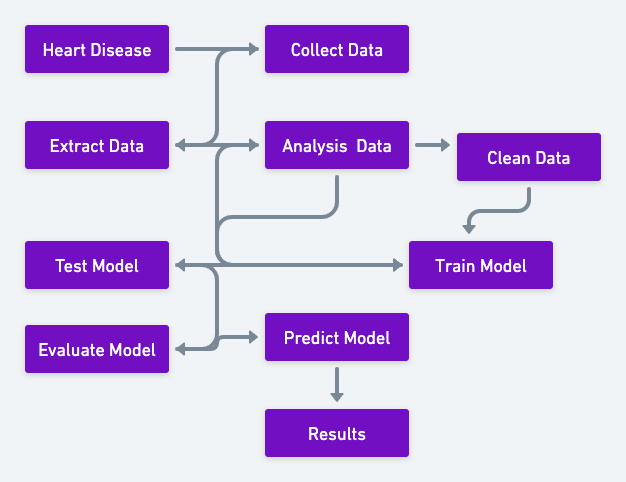 Heart Disease
Collect Data
Extract Data
Analysis  Data
Clean Data
Test Model
Train Model
Evaluate Model
Predict Model
Results